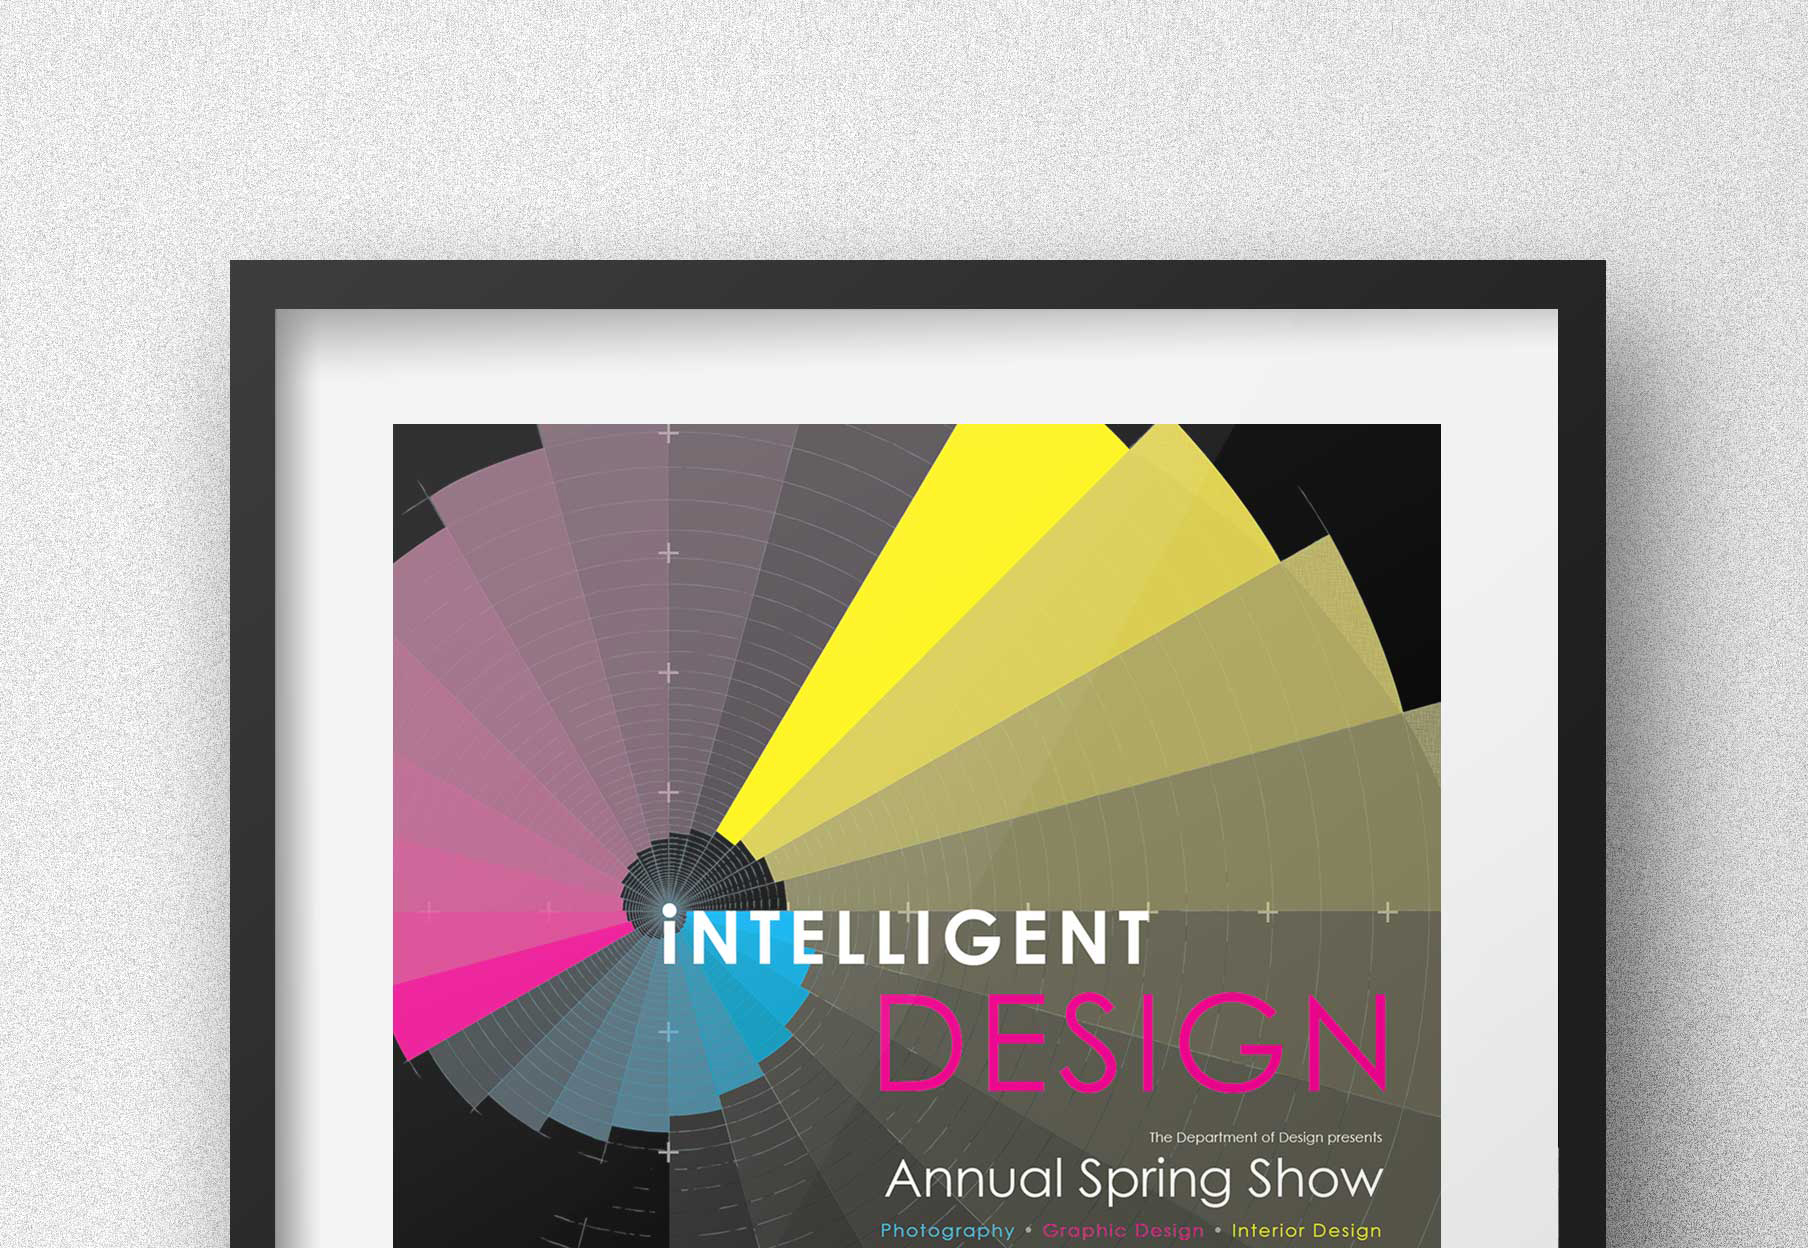 iNTELLIGENT
DESIGN
The Department of Design presents
Annual Spring Show
Photography • Graphic Design • Interior Design